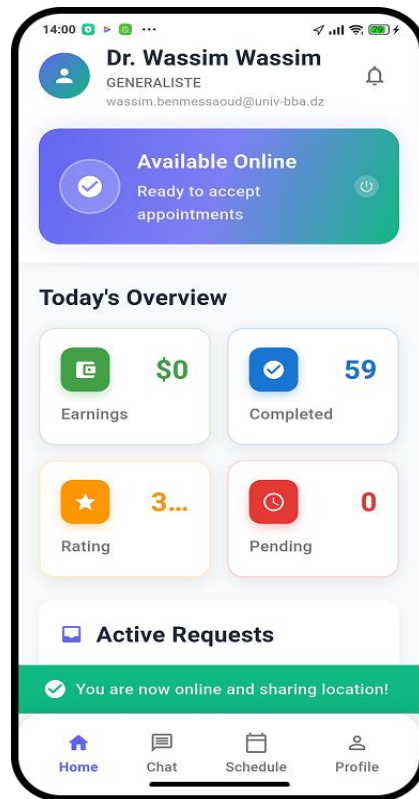 14:00
79
Dr. Wassim Wassim
GENERALISTE
wassim.benmessaoud@univ-bba.dz
Available Online
Ready to accept
appointments
Today's Overview
$0
59
Earnings
Completed
3...
0
Rating
Pending
Active Requests
You are now online and sharing location!
Home
Chat
Schedule
Profile